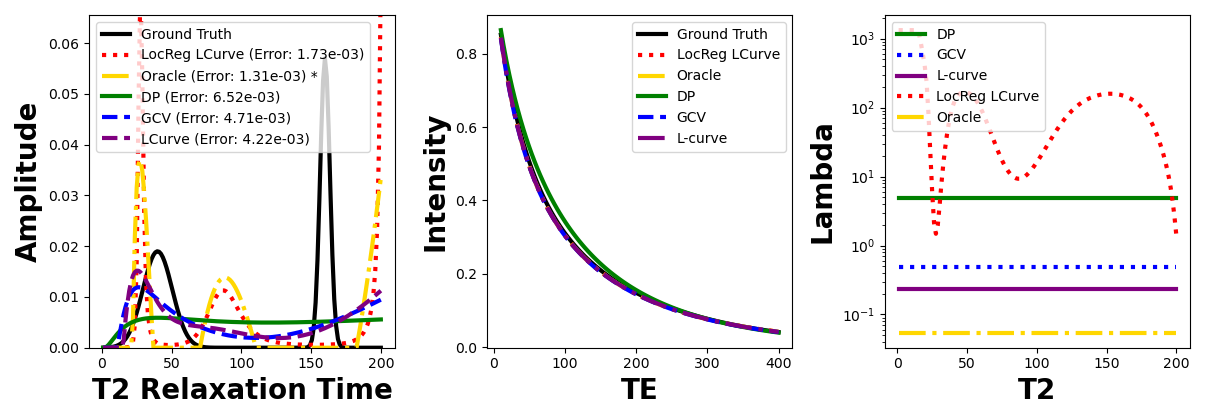 Amplitude
0.06
0.05
0.04
0.03
0.02
0.01
0.00
Ground Truth
LocReg LCurve (Error: 1.73e-03)
Oracle (Error: 1.31e-03) *
DP (Error: 6.52e-03)
GCV (Error: 4.71e-03)
LCurve (Error: 4.22e-03)
0 50 100 150 200
T2 Relaxation Time
Intensity
0.8
0.6
0.4
0.2
0.0
Ground Truth
LocReg LCurve
Oracle
DP
GCV
L-curve
0 100 200 300 400
TE
Lambda
10³
10²
10¹
10⁰
10⁻¹
DP
GCV
L-curve
LocReg LCurve
Oracle
0 50 100 150 200
T2